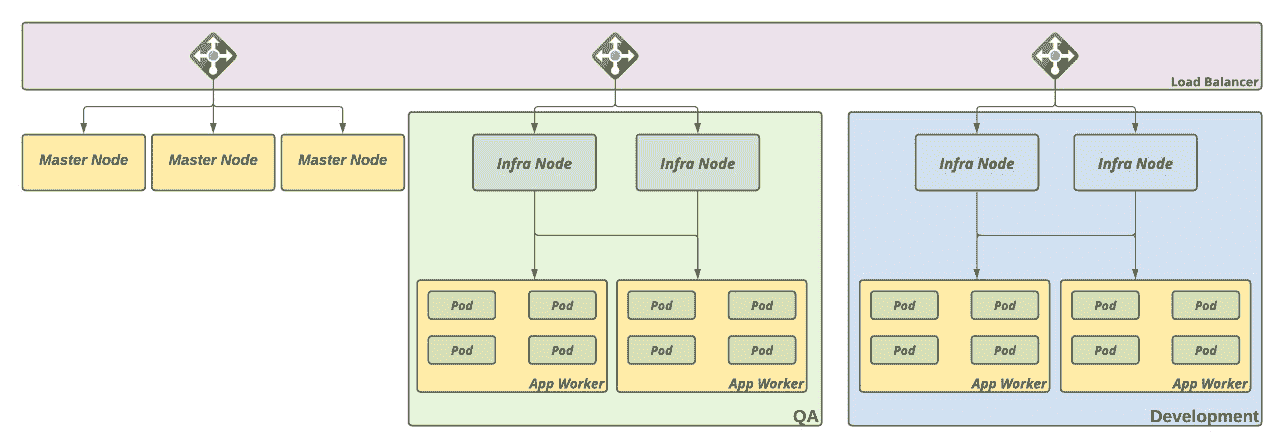 Load Balancer
Master Node
Master Node
Master Node
Infra Node
Infra Node
Infra Node
Infra Node
Pod
Pod
Pod
Pod
App Worker
Pod
Pod
Pod
Pod
App Worker
QA
Pod
Pod
Pod
Pod
App Worker
Pod
Pod
Pod
Pod
App Worker
Development